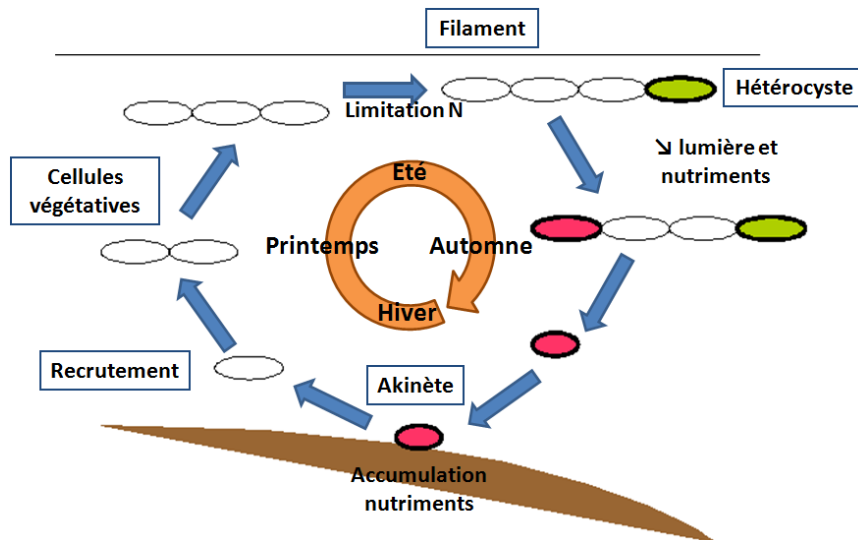 Filament
Hétérocyste
Limitation N
↘ lumière et
nutriments
Cellules
végétatives
Eté
Printemps
Automne
Hiver
Recrutement
Akinète
Accumulation
nutriments